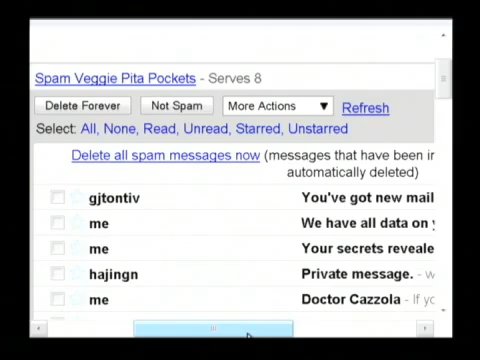 Spam Veggie Pita Pockets - Serves 8
Delete Forever Not Spam More Actions Refresh
Select: All, None, Read, Unread, Starred, Unstarred
Delete all spam messages now (messages that have been in
automatically deleted)
gjtontiv You've got new mail
me We have all data on
me Your secrets reveale
hajingn Private message. - w
me Doctor Cazzola - If yo